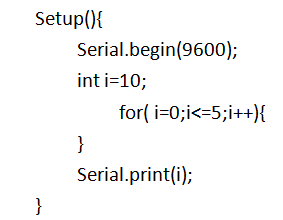 Setup(){
Serial.begin(9600);
int i=10;
for( i=0;i<=5;i++){
}
Serial.print(i);
}